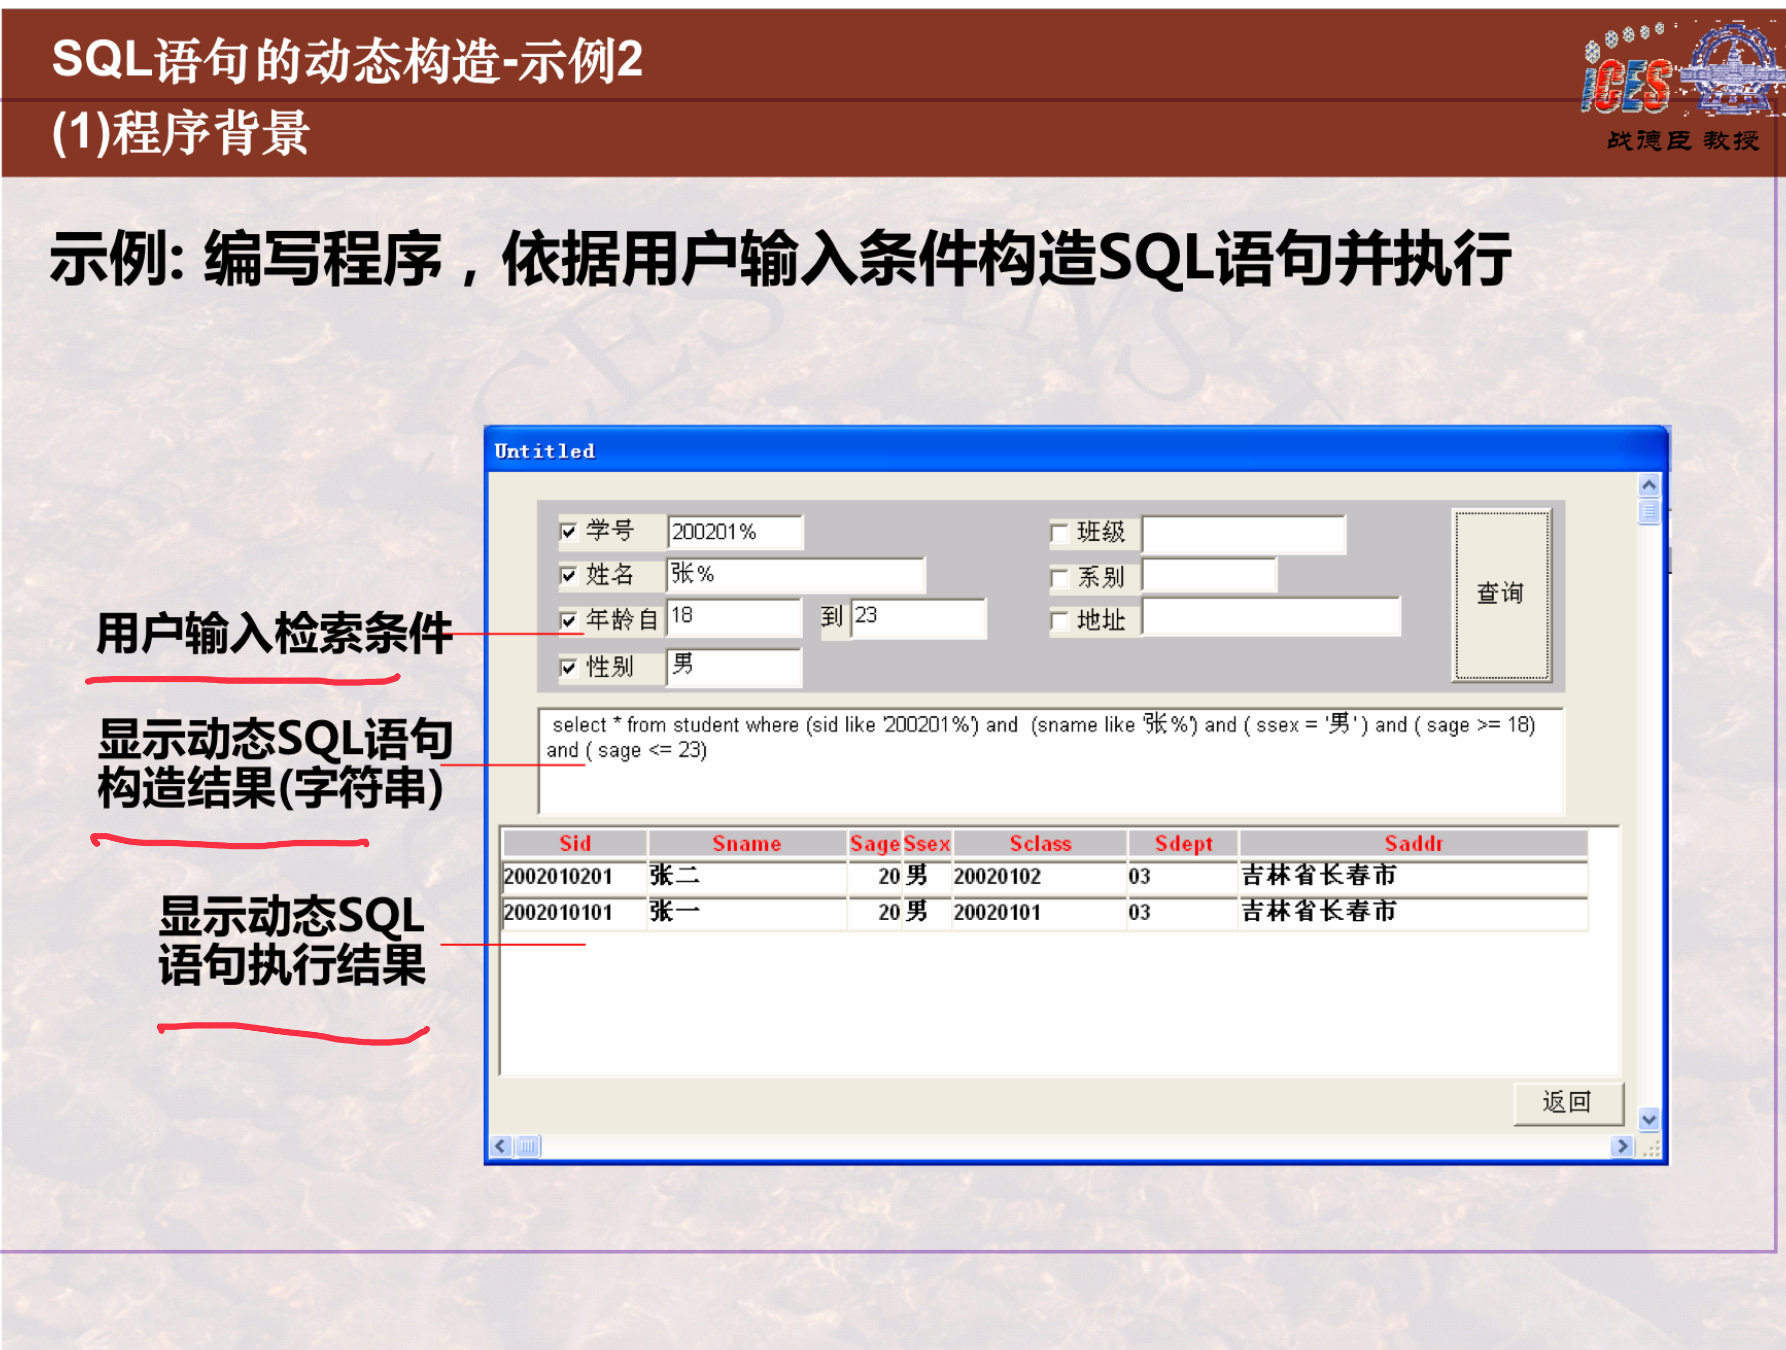 SQL语句的动态构造-示例2
(1)程序背景
iCES
战德臣 教授
示例: 编写程序，依据用户输入条件构造SQL语句并执行
用户输入检索条件
显示动态SQL语句
构造结果(字符串)
显示动态SQL
语句执行结果
Untitled
学号 200201% 班级
姓名 张% 系别
年龄自 18 到 23 地址
性别 男
查询
select * from student where (sid like '200201%') and (sname like '张%') and ( ssex = '男' ) and ( sage >= 18)
and ( sage <= 23)
Sid Sname Sage Ssex Sclass Sdept Saddr
2002010201 张二 20 男 20020102 03 吉林省长春市
2002010101 张一 20 男 20020101 03 吉林省长春市
返回